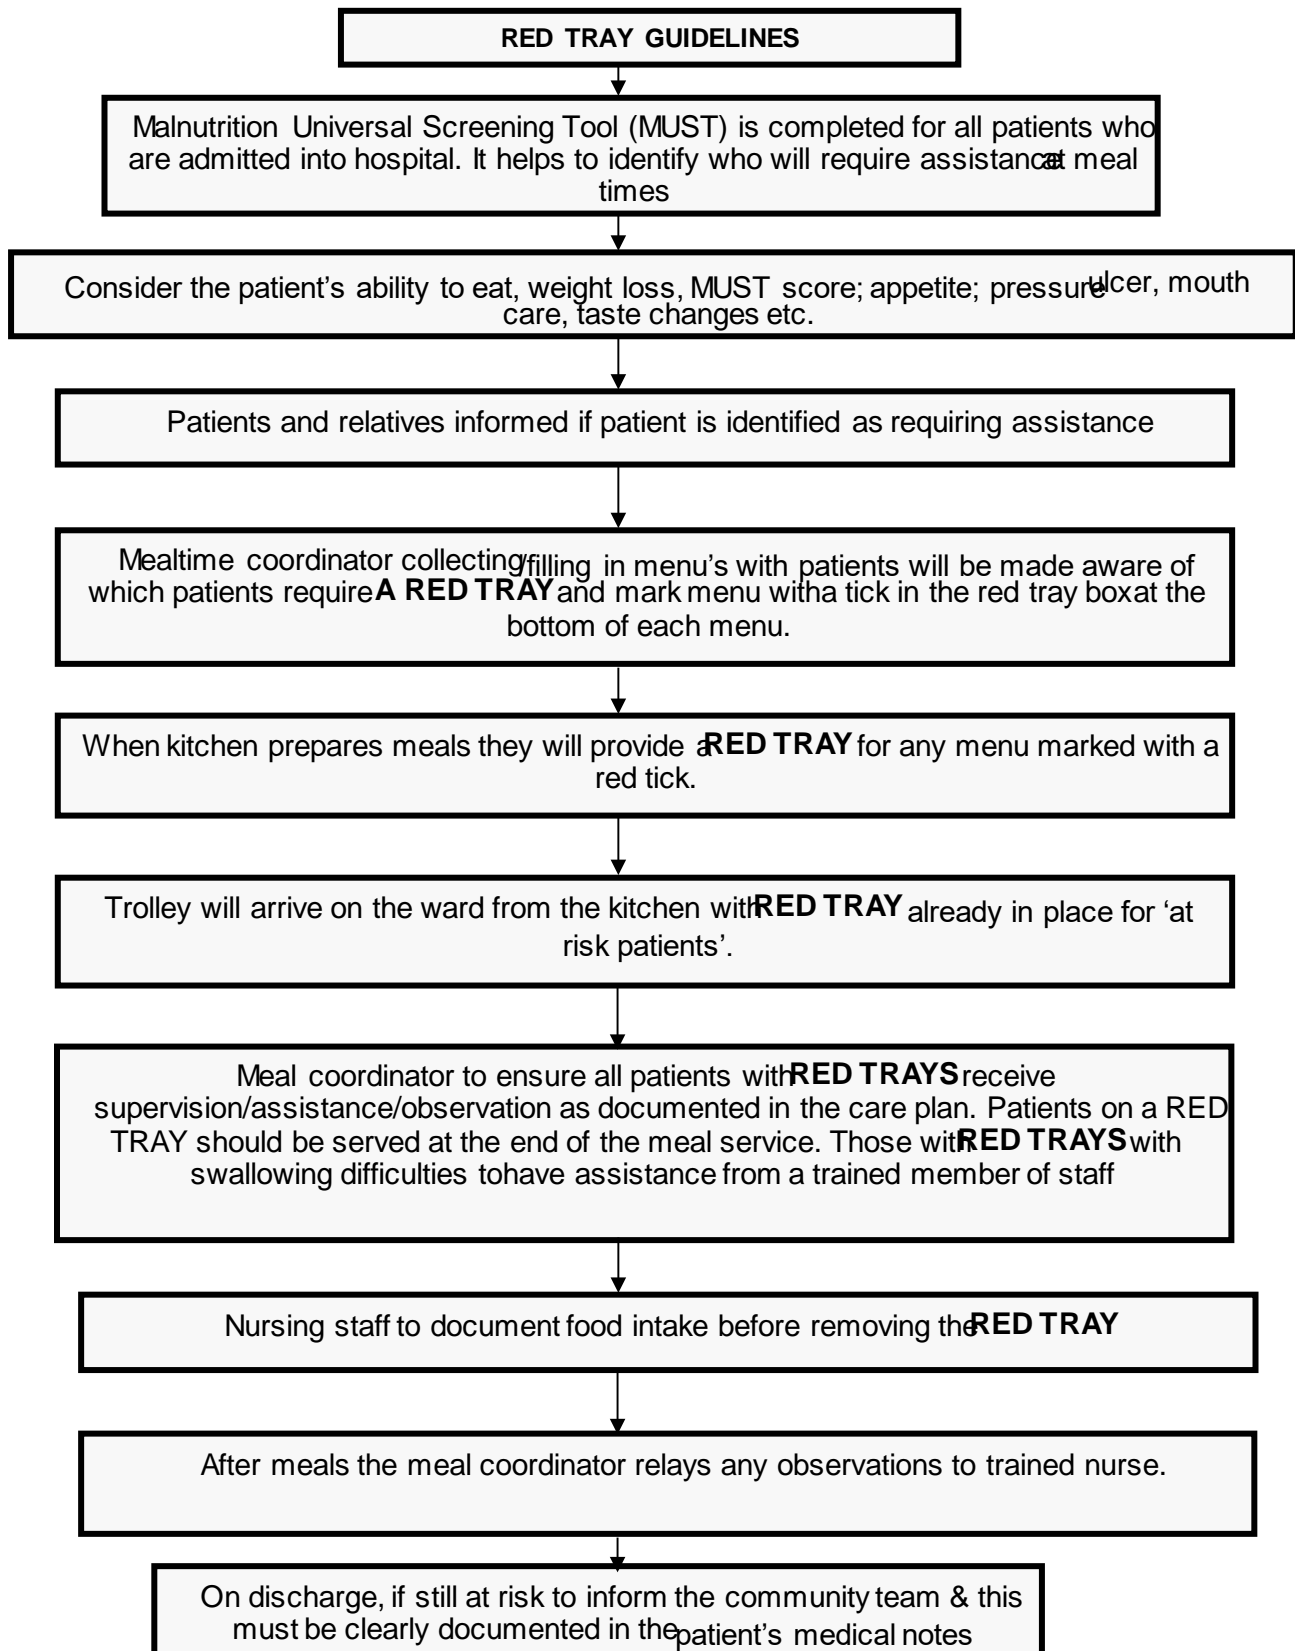 RED TRAY GUIDELINES
Malnutrition Universal Screening Tool (MUST) is completed for all patients who
are admitted into hospital. It helps to identify who will require assistance at meal
times
Consider the patient’s ability to eat, weight loss, MUST score; appetite; pressure ulcer, mouth
care, taste changes etc.
Patients and relatives informed if patient is identified as requiring assistance
Mealtime coordinator collecting/filling in menu’s with patients will be made aware of
which patients require A RED TRAY and mark menu with a tick in the red tray box at the
bottom of each menu.
When kitchen prepares meals they will provide a RED TRAY for any menu marked with a
red tick.
Trolley will arrive on the ward from the kitchen with RED TRAY already in place for ‘at
risk patients’.
Meal coordinator to ensure all patients with RED TRAYS receive
supervision/assistance/observation as documented in the care plan. Patients on a RED
TRAY should be served at the end of the meal service. Those with RED TRAYS with
swallowing difficulties to have assistance from a trained member of staff
Nursing staff to document food intake before removing the RED TRAY
After meals the meal coordinator relays any observations to trained nurse.
On discharge, if still at risk to inform the community team & this
must be clearly documented in the patient’s medical notes